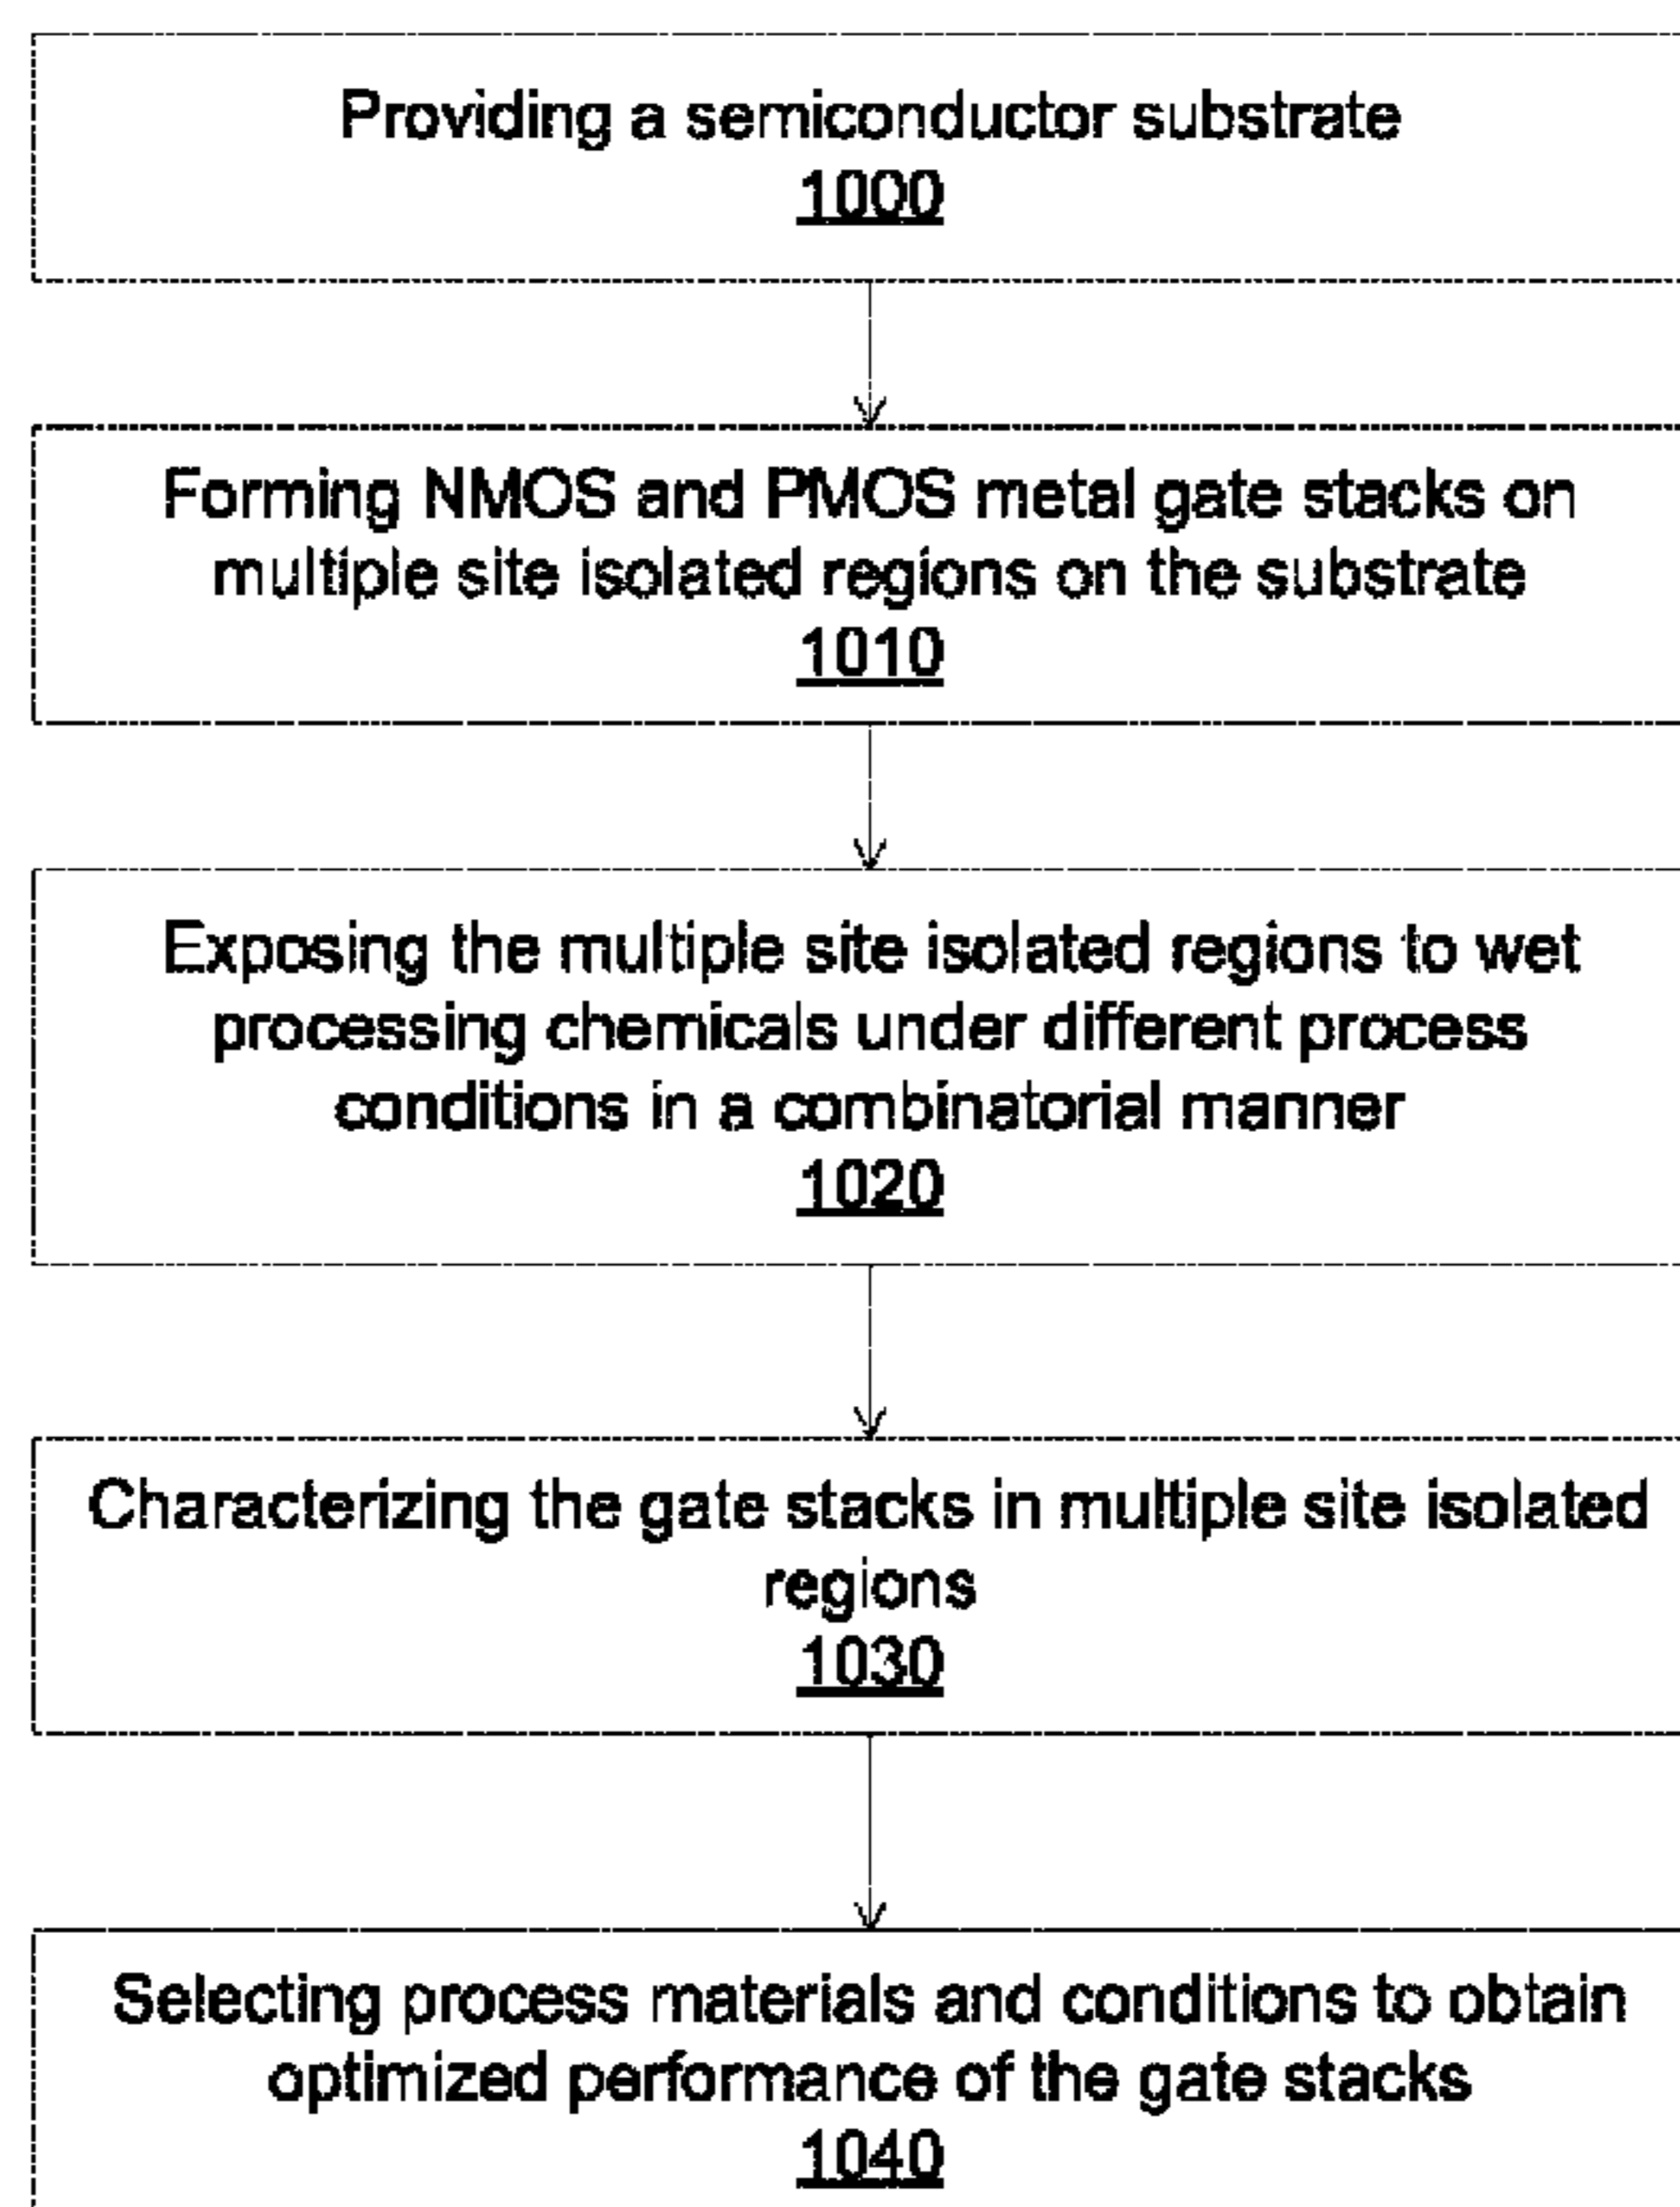 Providing a semiconductor substrate
1000
Forming NMOS and PMOS metal gate stacks on
multiple site isolated regions on the substrate
1010
Exposing the multiple site isolated regions to wet
processing chemicals under different process
conditions in a combinatorial manner
1020
Characterizing the gate stacks in multiple site isolated
regions
1030
Selecting process materials and conditions to obtain
optimized performance of the gate stacks
1040